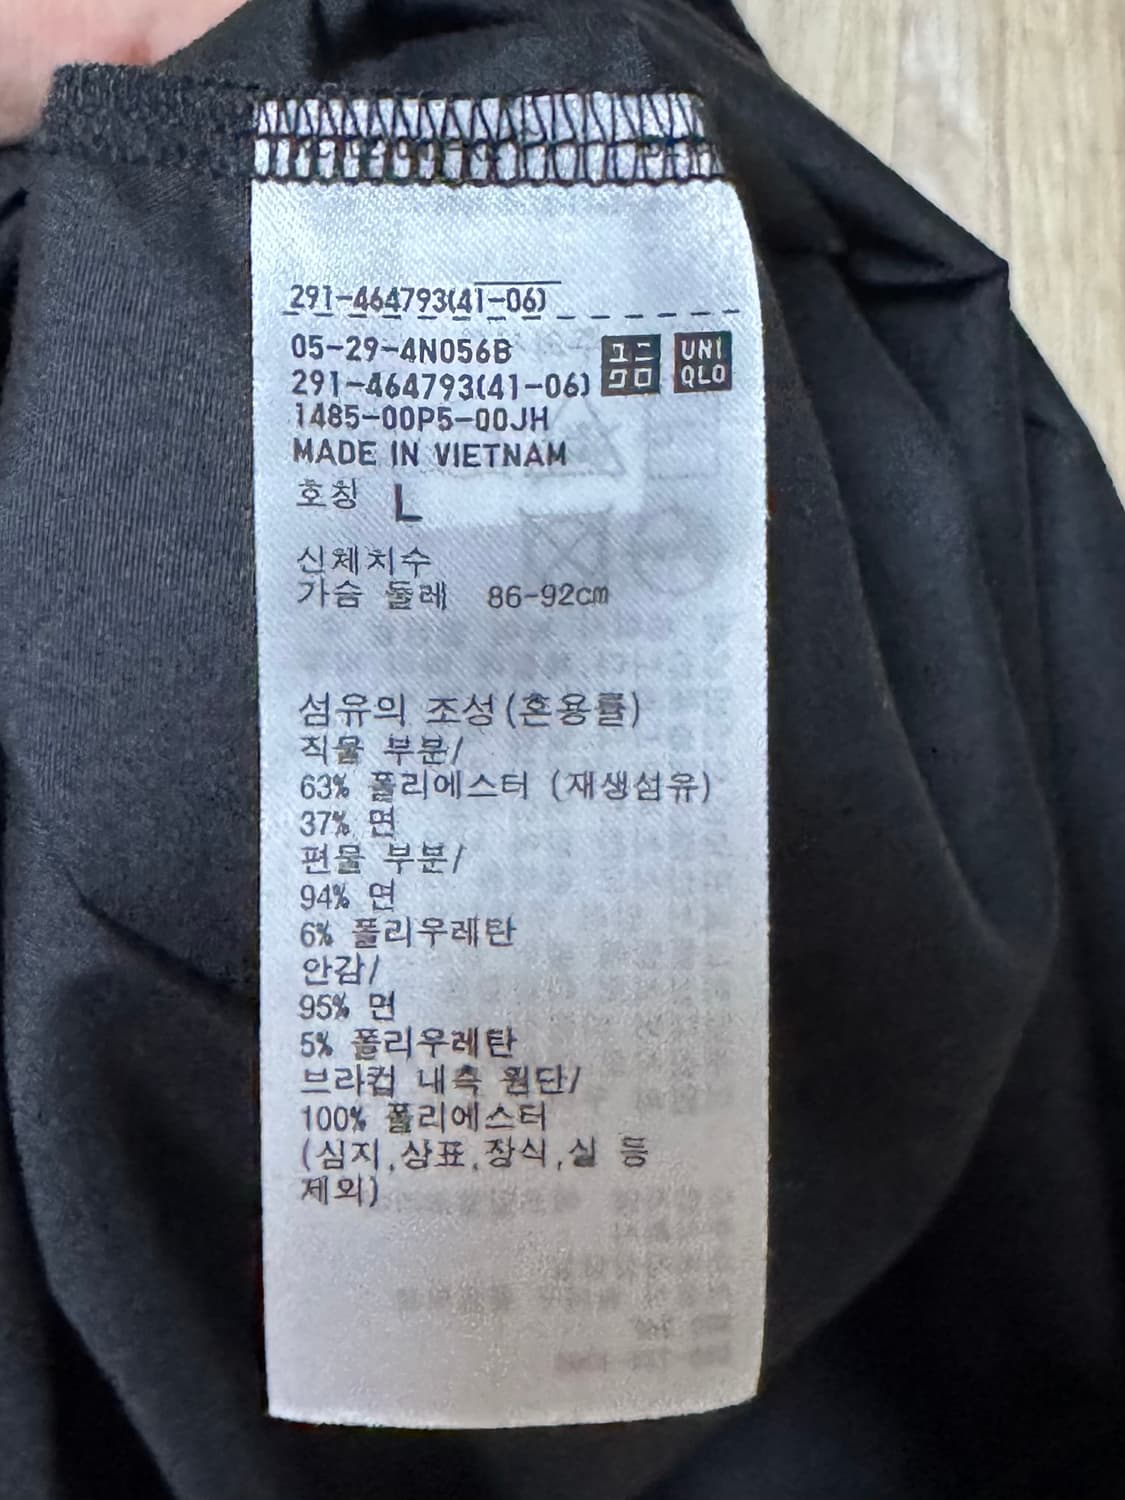 291-464793(41-06)
05-29-4N056B
291-464793(41-06)
ユニ
クロ
UNI
QLO
1485-00P5-00JH
MADE IN VIETNAM
호칭 L
신체치수
가슴 둘레 86-92cm
섬유의 조성(혼용률)
직물 부분/
63% 폴리에스터 (재생섬유)
37% 면
편물 부분/
94% 면
6% 폴리우레탄
안감/
95% 면
5% 폴리우레탄
브라컵 내측 원단/
100% 폴리에스터
(심지,상표,장식,실 등
제외)